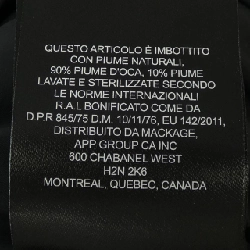 QUESTO ARTICOLO È IMBOTTITO
CON PIUME NATURALI,
90% PIUME D'OCA, 10% PIUME
LAVATE E STERILIZZATE SECONDO
LE NORME INTERNAZIONALI
R.A.L BONIFICATO COME DA
D.P.R 845/75 D.M. 10/11/76, EU 142/2011,
DISTRIBUITO DA MACKAGE,
APP GROUP CA INC
600 CHABANEL WEST
H2N 2K6
MONTREAL, QUEBEC, CANADA